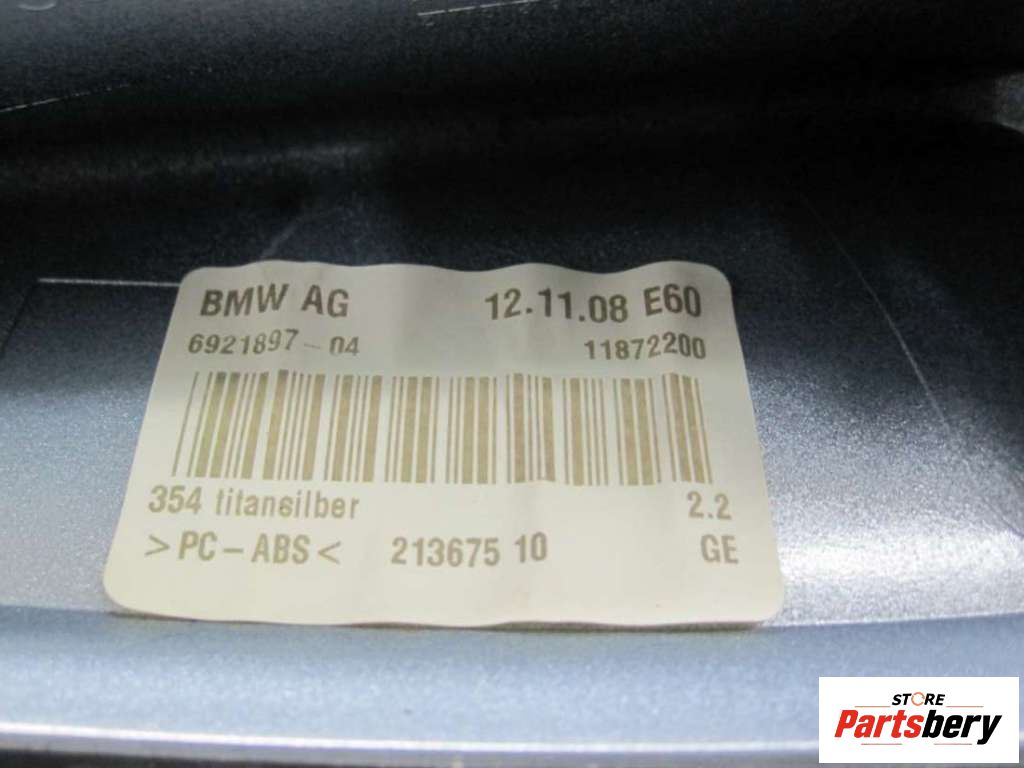 BMW AG 12.11.08 E60
6921897-04 11872200
354 titansilber 2.2
>PC-ABS< 213675 10 GE
STORE
Partsbery